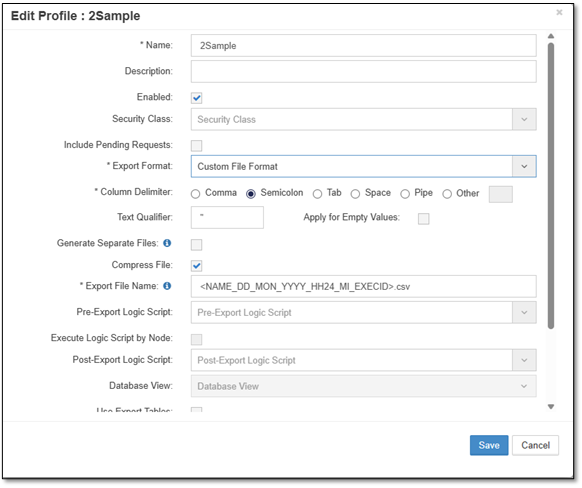 Edit Profile : 2Sample
×
* Name: 2Sample
Description:
Enabled:
Security Class: Security Class
Include Pending Requests:
* Export Format: Custom File Format
* Column Delimiter: Comma Semicolon Tab Space Pipe Other
Text Qualifier: " Apply for Empty Values:
Generate Separate Files:
Compress File:
* Export File Name: <NAME_DD_MON_YYYY_HH24_MI_EXECID>.csv
Pre-Export Logic Script: Pre-Export Logic Script
Execute Logic Script by Node:
Post-Export Logic Script: Post-Export Logic Script
Database View: Database View
Use Export Tables:
Save Cancel